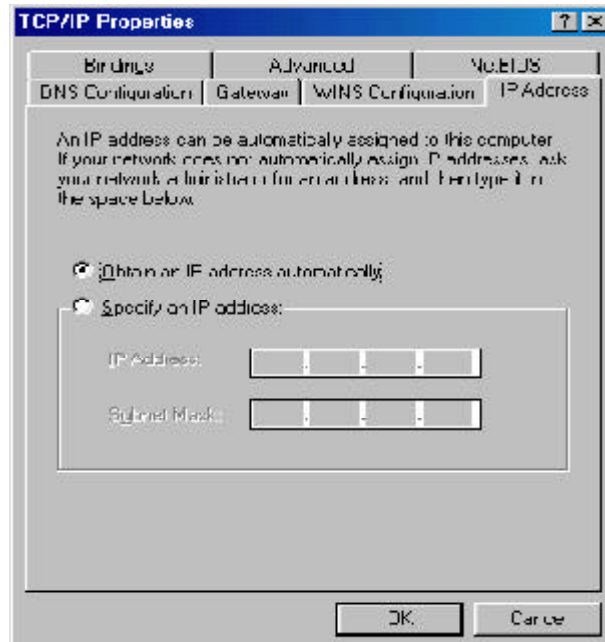 TCP/IP Properties
Bindings Advanced NetBIOS
DNS Configuration Gateway WINS Configuration IP Address
An IP address can be automatically assigned to this computer
If your network does not automatically assign IP addresses, ask
your network administrator for an address, and then type it in
the space below.
Obtain an IP address automatically
Specify an IP address:
IP Address:
Subnet Mask:
OK
Cancel